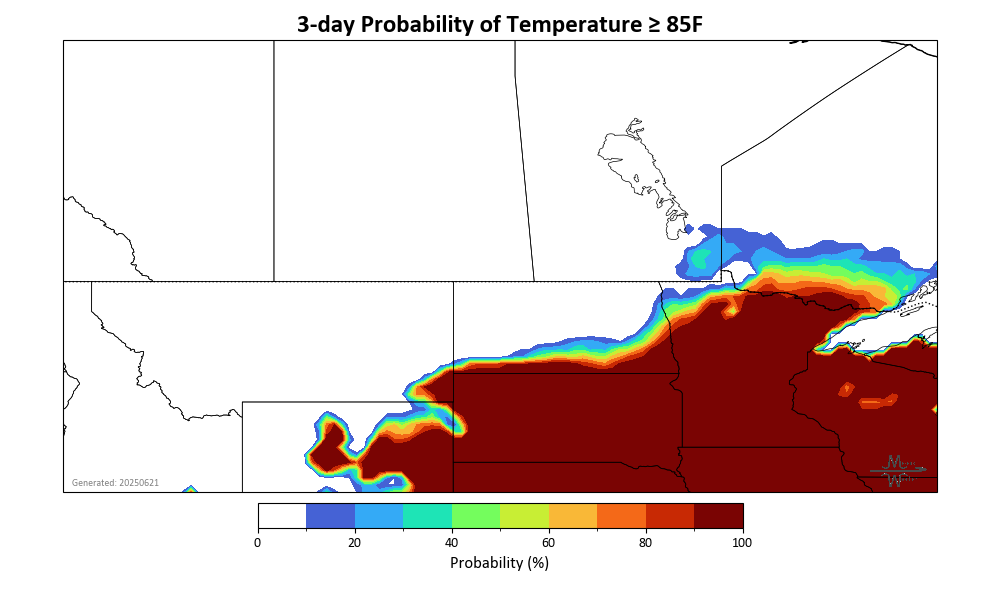 3-day Probability of Temperature ≥ 85F
Generated: 20250621
0 20 40 60 80 100
Probability (%)